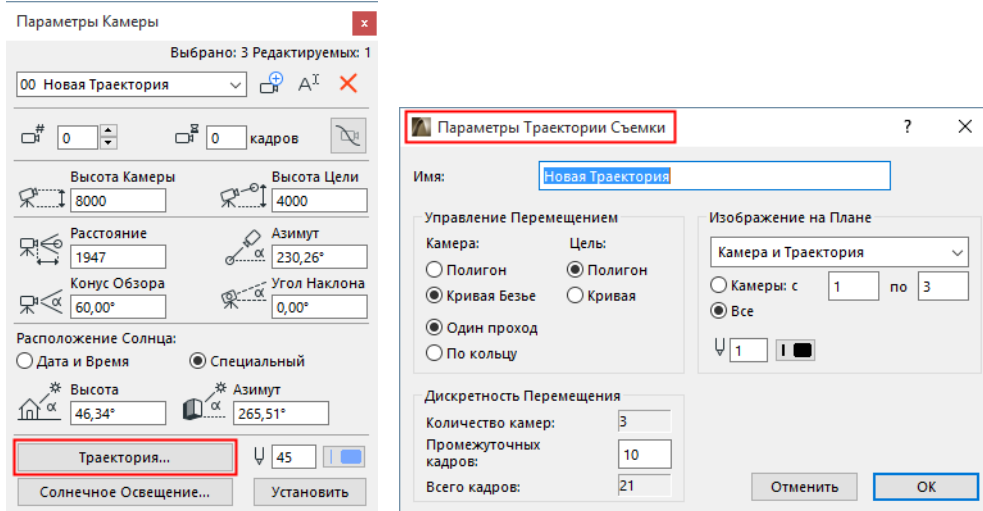 Параметры Камеры
x
Выбрано: 3 Редактируемых: 1
00 Новая Траектория
0
0 кадров
Высота Камеры
Высота Цели
8000
4000
Расстояние
Азимут
1947
230,26°
Конус Обзора
Угол Наклона
60,00°
0,00°
Расположение Солнца:
Дата и Время
Специальный
Высота
Азимут
46,34°
265,51°
Траектория...
45
Солнечное Освещение...
Установить
Параметры Траектории Съемки
?
Имя:
Новая Траектория
Управление Перемещением
Камера:
Цель:
Полигон
Полигон
Кривая Безье
Кривая
Один проход
По кольцу
Изображение на Плане
Камера и Траектория
Камеры: с 1 по 3
Все
1
Дискретность Перемещения
Количество камер: 3
Промежуточных
кадров:
10
Всего кадров: 21
Отменить
OK